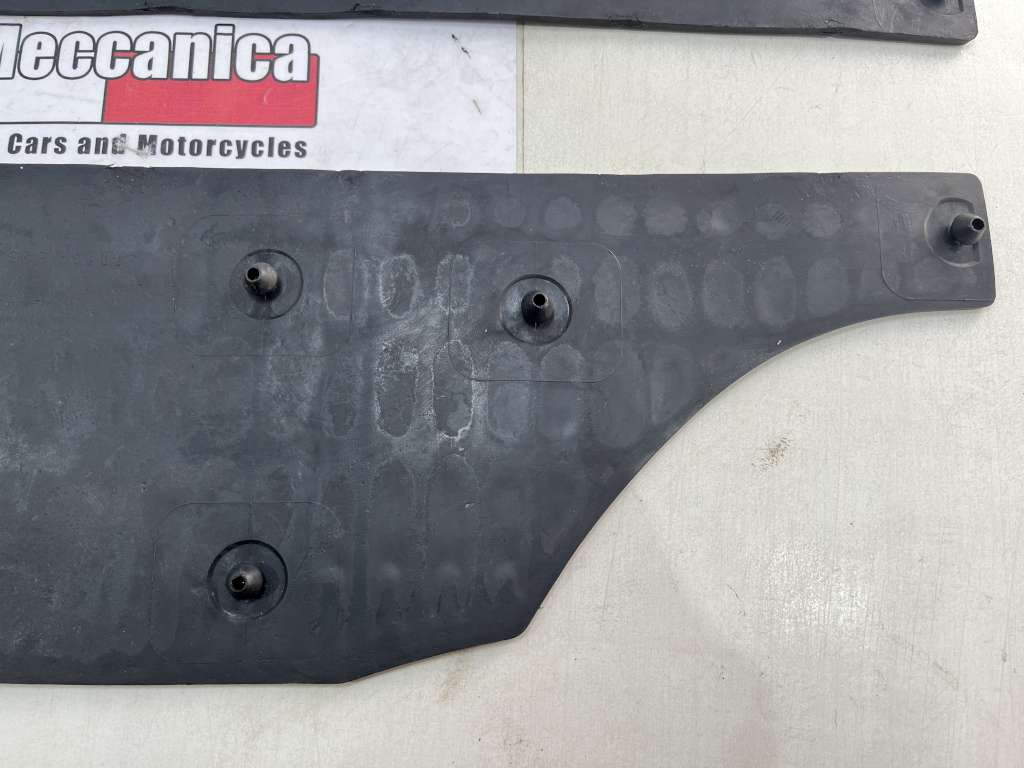 Meccanica
Cars and Motorcycles